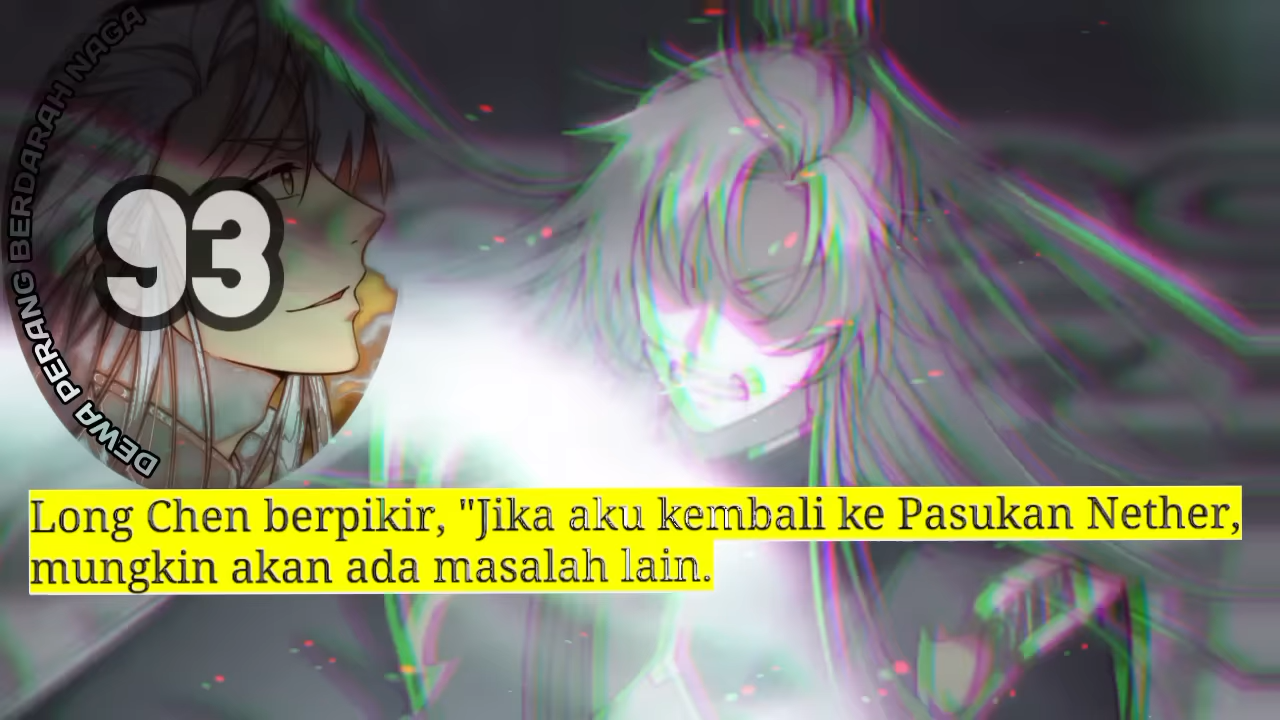 DEWA PERANG BERDARAH NAGA
93
Long Chen berpikir, "Jika aku kembali ke Pasukan Nether,
mungkin akan ada masalah lain.